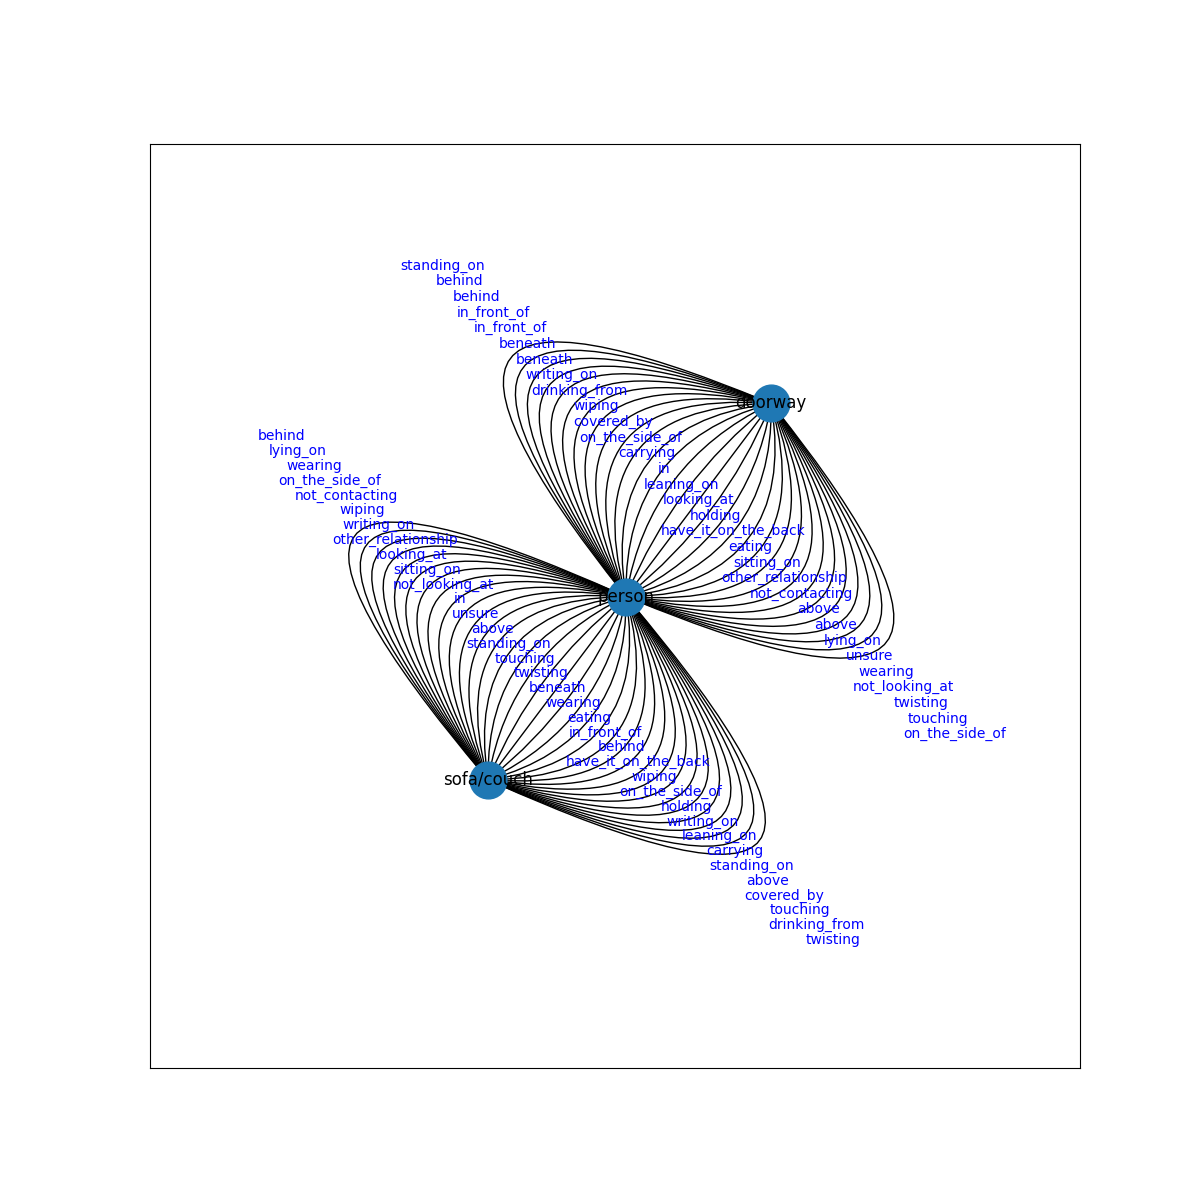 standing_on
behind
behind
in_front_of
in_front_of
beneath
beneath
writing_on
drinking_from
wiping
covered_by
on_the_side_of
carrying
in
leaning_on
looking_at
holding
have_it_on_the_back
eating
sitting_on
other_relationship
not_contacting
above
above
lying_on
unsure
wearing
not_looking_at
twisting
touching
on_the_side_of
doorway
person
sofa/couch
behind
lying_on
wearing
on_the_side_of
not_contacting
wiping
writing_on
other_relationship
looking_at
sitting_on
not_looking_at
in
unsure
above
standing_on
touching
twisting
beneath
wearing
eating
in_front_of
behind
have_it_on_the_back
wiping
on_the_side_of
holding
writing_on
leaning_on
carrying
standing_on
above
covered_by
touching
drinking_from
twisting